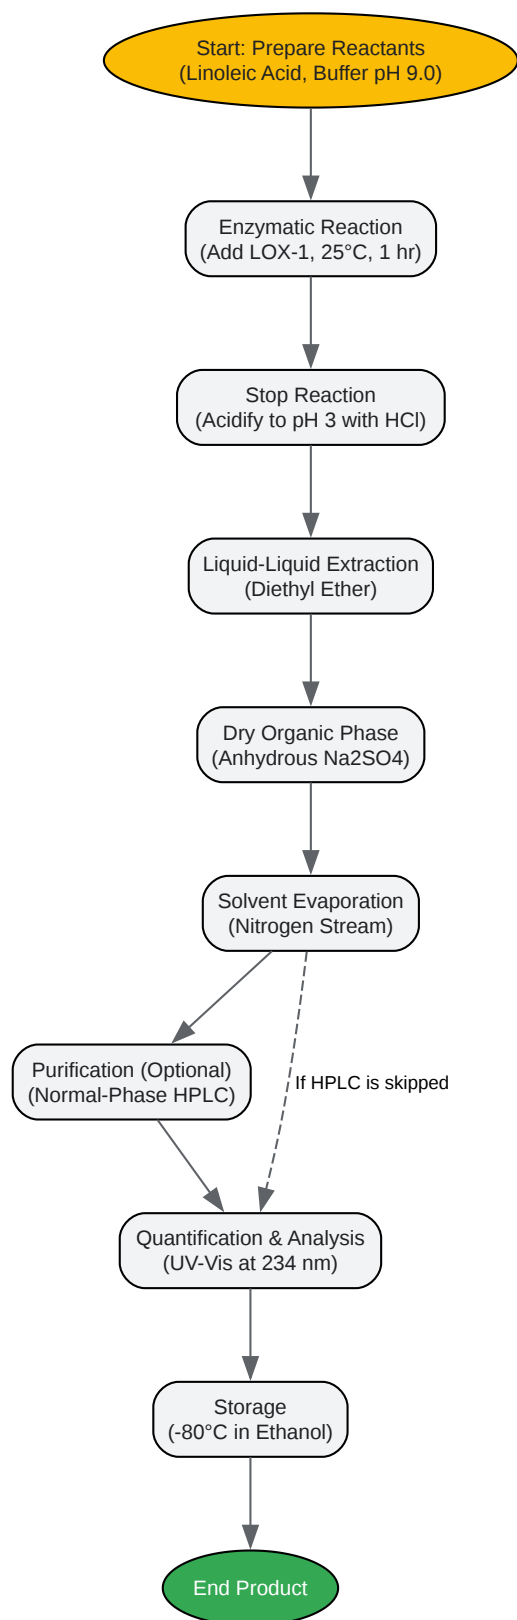 Start: Prepare Reactants
(Linoleic Acid, Buffer pH 9.0)
Enzymatic Reaction
(Add LOX-1, 25°C, 1 hr)
Stop Reaction
(Acidify to pH 3 with HCl)
Liquid-Liquid Extraction
(Diethyl Ether)
Dry Organic Phase
(Anhydrous Na2SO4)
Solvent Evaporation
(Nitrogen Stream)
Purification (Optional)
(Normal-Phase HPLC)
If HPLC is skipped
Quantification & Analysis
(UV-Vis at 234 nm)
Storage
(-80°C in Ethanol)
End Product